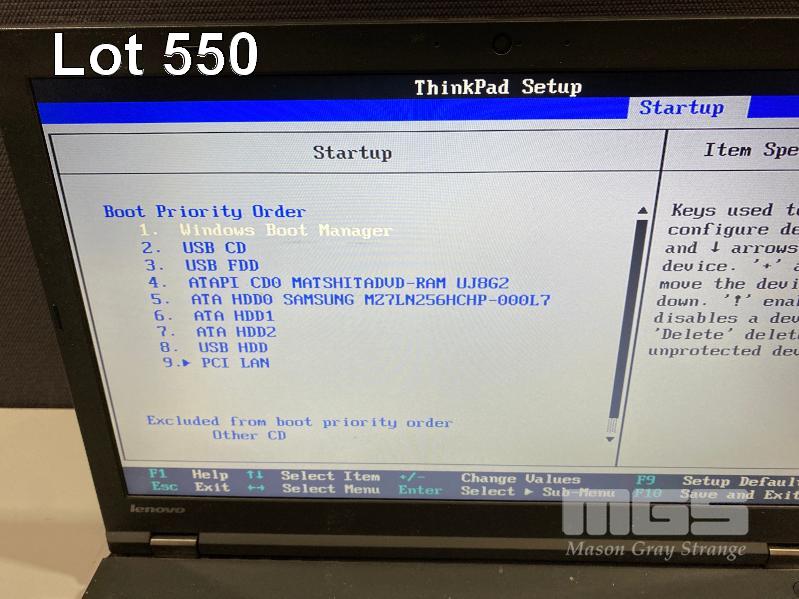 Lot 550
ThinkPad Setup
Startup
Startup
Item Spe
Boot Priority Order
1. Windows Boot Manager
2. USB CD
3. USB FDD
4. ATAPI CD0 MATSHITADVD-RAM UJ8G2
5. ATA HDD0 SAMSUNG MZ7LN256HCHP-000L7
6. ATA HDD1
7. ATA HDD2
8. USB HDD
9.▸ PCI LAN
Excluded from boot priority order
Other CD
Keys used t
configure de
and ↓ arrows
device. '+' a
move the devi
down. '!' ena
disables a dev
'Delete' delet
unprotected dev
F1 Help ↑↓ Select Item +/- Change Values F9 Setup Defaul
Esc Exit ↔ Select Menu Enter Select ▸ Sub-Menu F10 Save and Exit
lenovo
MGS
Mason Gray Strange